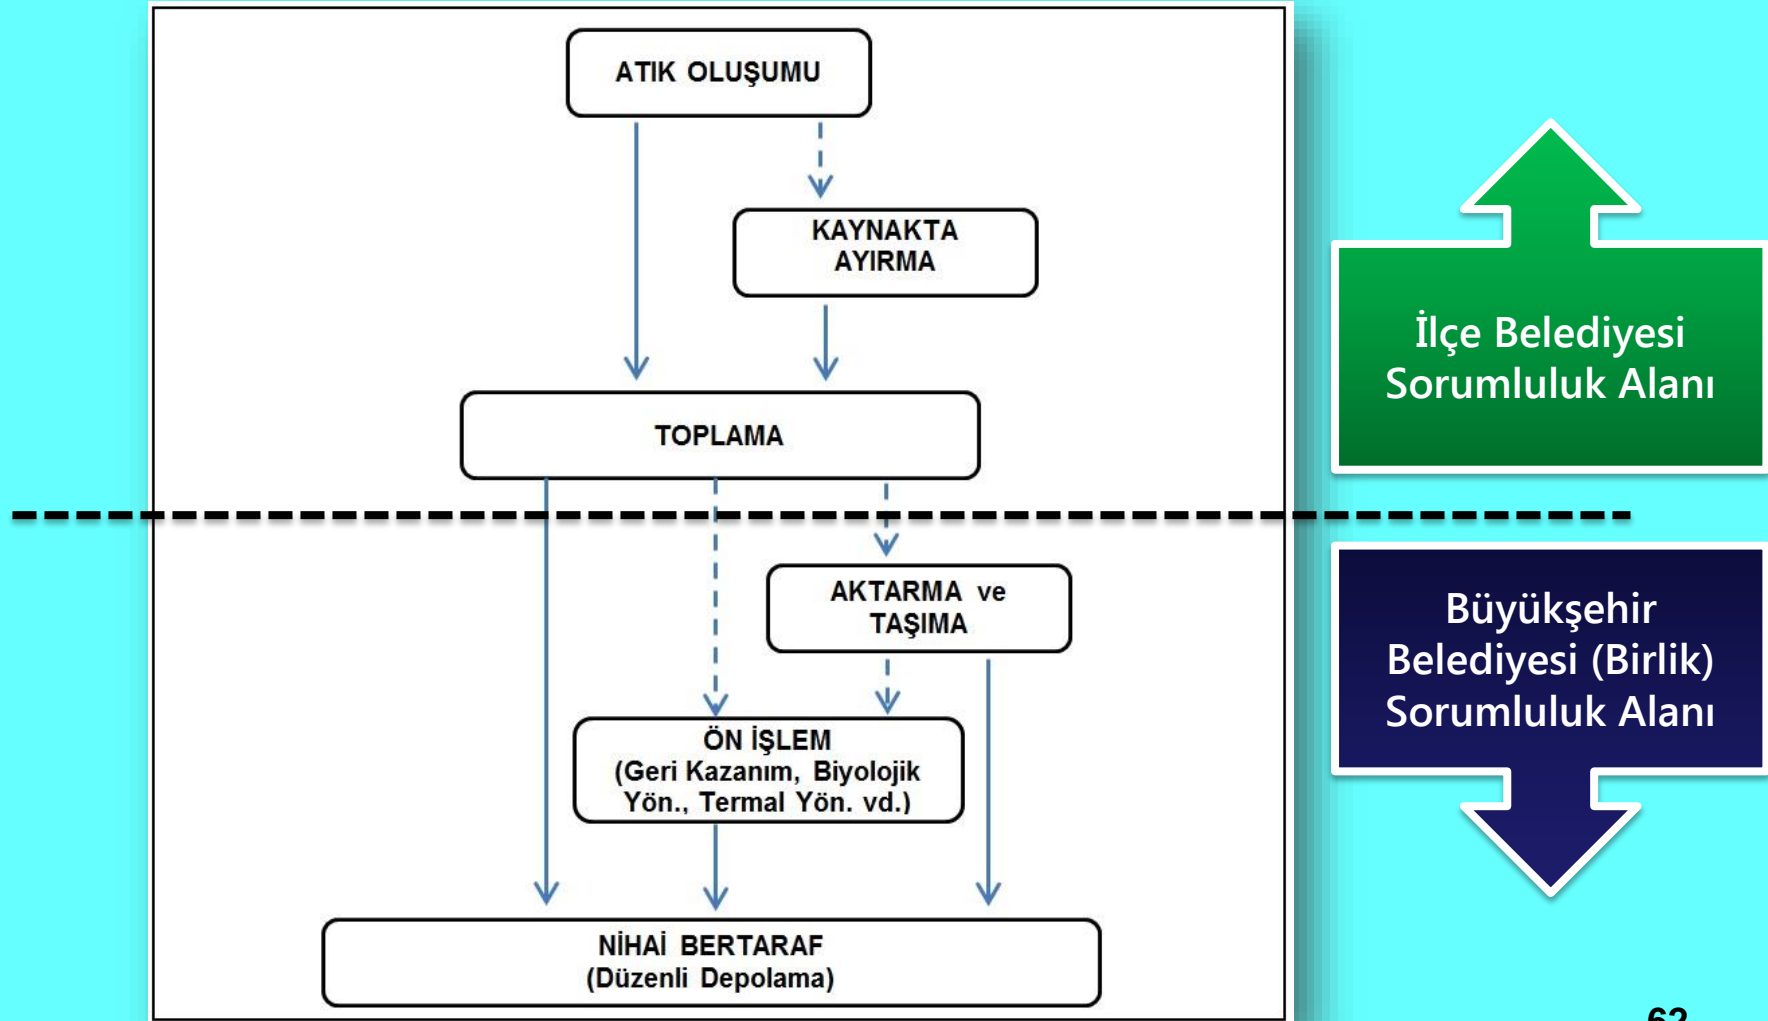 ATIK OLUŞUMU
KAYNAKTA
AYIRMA
TOPLAMA
İlçe Belediyesi
Sorumluluk Alanı
AKTARMA ve
TAŞIMA
ÖN İŞLEM
(Geri Kazanım, Biyolojik
Yön., Termal Yön. vd.)
NİHAİ BERTARAF
(Düzenli Depolama)
Büyükşehir
Belediyesi (Birlik)
Sorumluluk Alanı
62